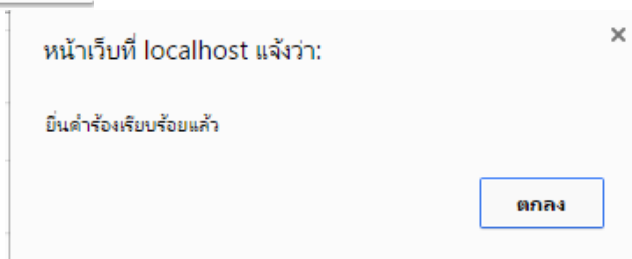 หน้าเว็บที่ localhost แจ้งว่า:
ยื่นคำร้องเรียบร้อยแล้ว
ตกลง